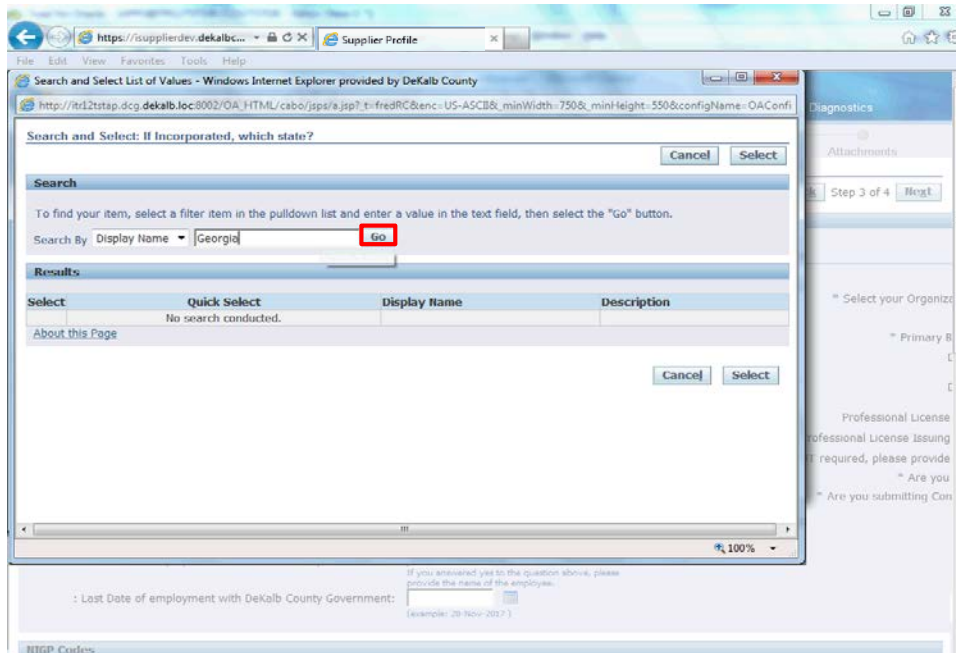 https://isupplierdev.dekalbc...
Supplier Profile
File Edit View Favorites Tools Help
Search and Select List of Values - Windows Internet Explorer provided by DeKalb County
http://itr12tstap.dcg.dekalb.loc:8002/OA_HTML/cabo/jsps/a.jsp?_t=fredRC&enc=US-ASCII&_minWidth=750&_minHeight=550&configName=OAConfi
Diagnostics
Search and Select: If Incorporated, which state?
Attachments
Cancel Select
Search
Step 3 of 4 Next
To find your item, select a filter item in the pulldown list and enter a value in the text field, then select the "Go" button.
Search By Display Name Georgia Go
Results
Select Quick Select Display Name Description
No search conducted.
About this Page
* Select your Organiza
* Primary B
Cancel Select
Professional License
rofessional License Issuing
required, please provide
* Are you
* Are you submitting Con
100%
If you answered yes to the question above, please
provide the name of the employee.
: Last Date of employment with DeKalb County Government:
(example: 20-Nov-2017 )
NIGP Codes